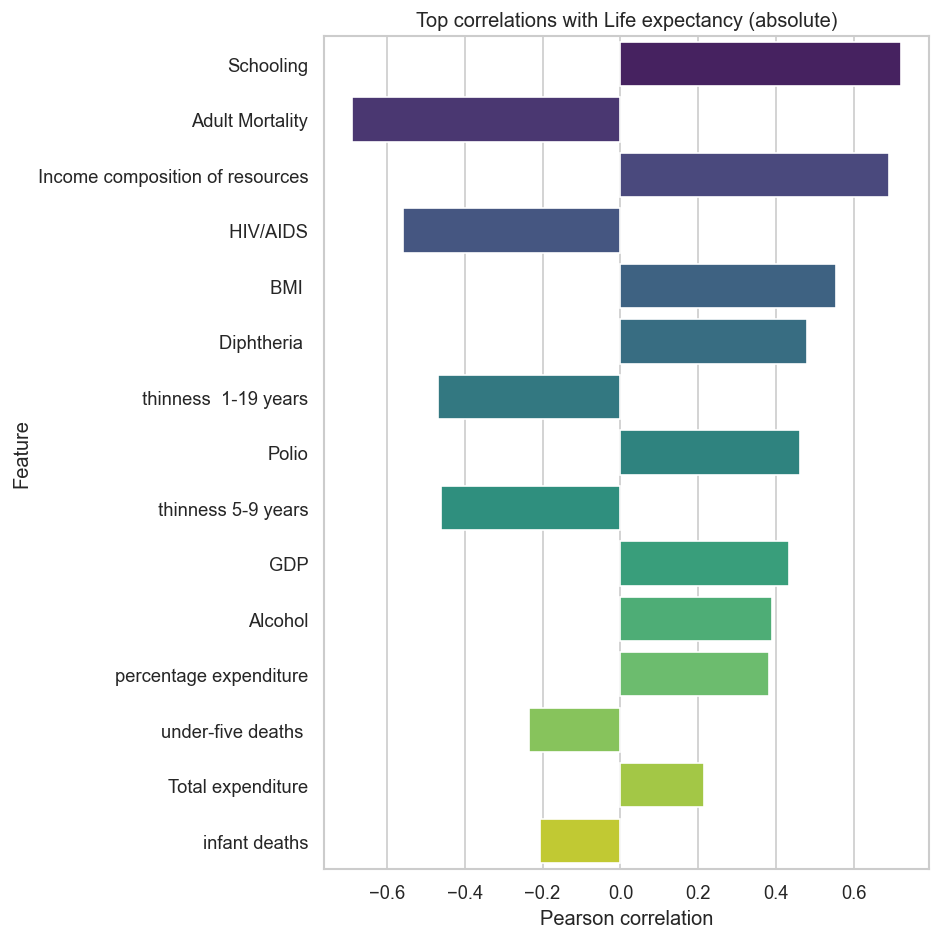 Top correlations with Life expectancy (absolute)
Schooling
Adult Mortality
Income composition of resources
HIV/AIDS
BMI
Diphtheria
thinness  1-19 years
Polio
thinness 5-9 years
GDP
Alcohol
percentage expenditure
under-five deaths
Total expenditure
infant deaths
Feature
−0.6 −0.4 −0.2 0.0 0.2 0.4 0.6
Pearson correlation